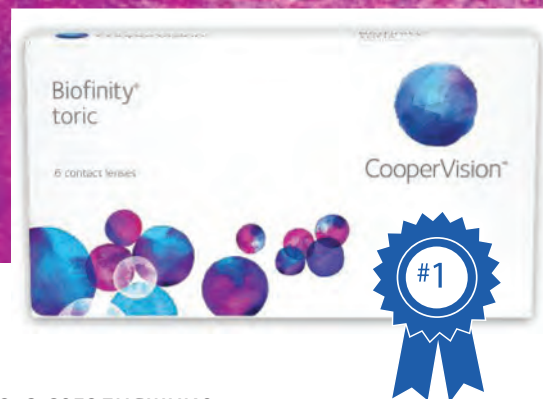 Biofinity®
toric
6 contact lenses
CooperVision™
#1